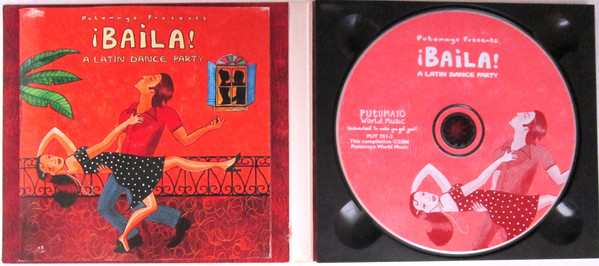 Putumayo Presents
¡BAILA!
A LATIN DANCE PARTY
Putumayo Presents
¡BAILA!
A LATIN DANCE PARTY
PUTUMAYO
World Music
Guaranteed to make you feel good!
PUT 251-2
This compilation ©2006
Putumayo World Music